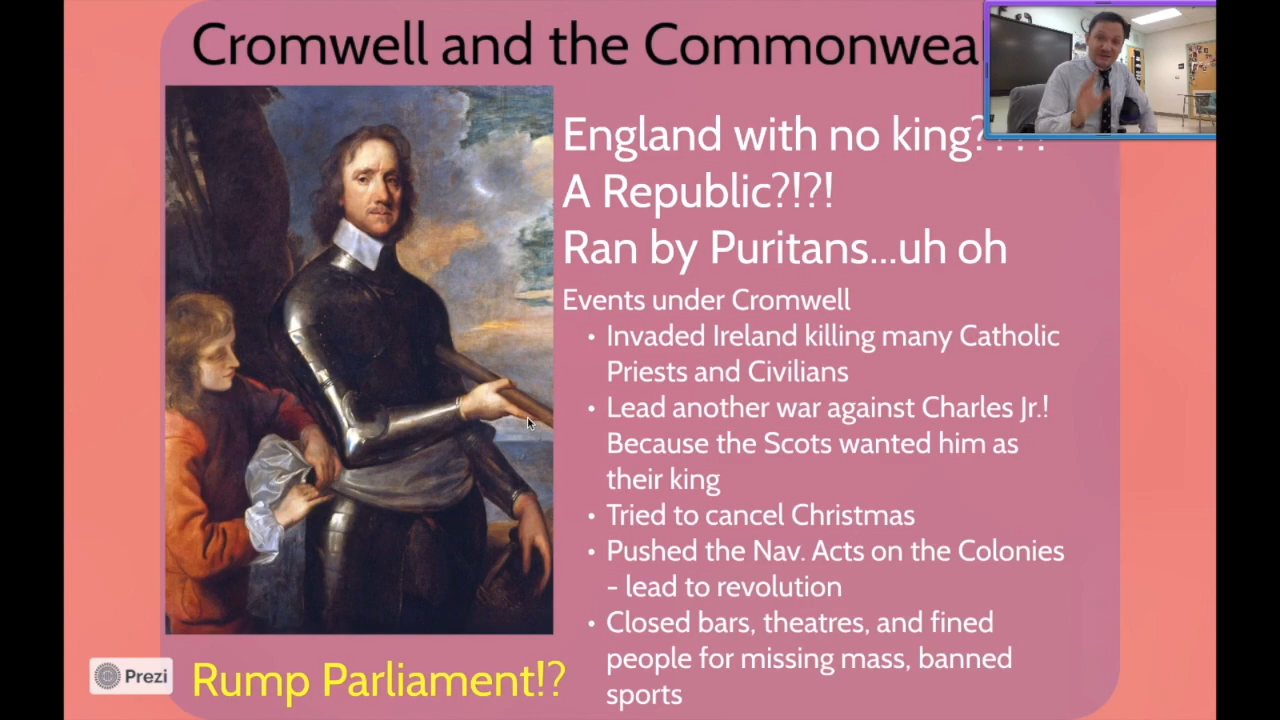 Cromwell and the Commonwea
England with no king????
A Republic?!?!
Ran by Puritans...uh oh
Events under Cromwell
• Invaded Ireland killing many Catholic
Priests and Civilians
• Lead another war against Charles Jr.!
Because the Scots wanted him as
their king
• Tried to cancel Christmas
• Pushed the Nav. Acts on the Colonies
- lead to revolution
• Closed bars, theatres, and fined
people for missing mass, banned
sports
Rump Parliament!?
Prezi